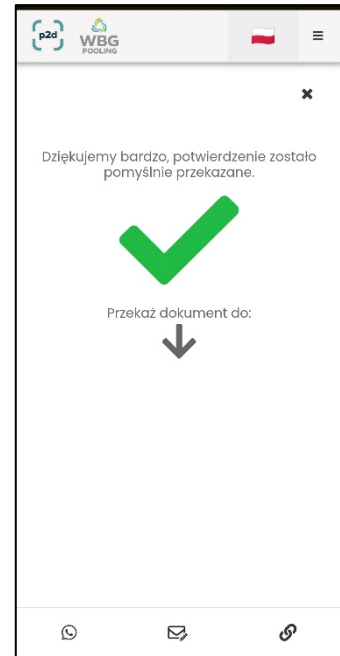 p2d
WBG
POOLING
Dziękujemy bardzo, potwierdzenie zostało
pomyślnie przekazane.
Przekaż dokument do: